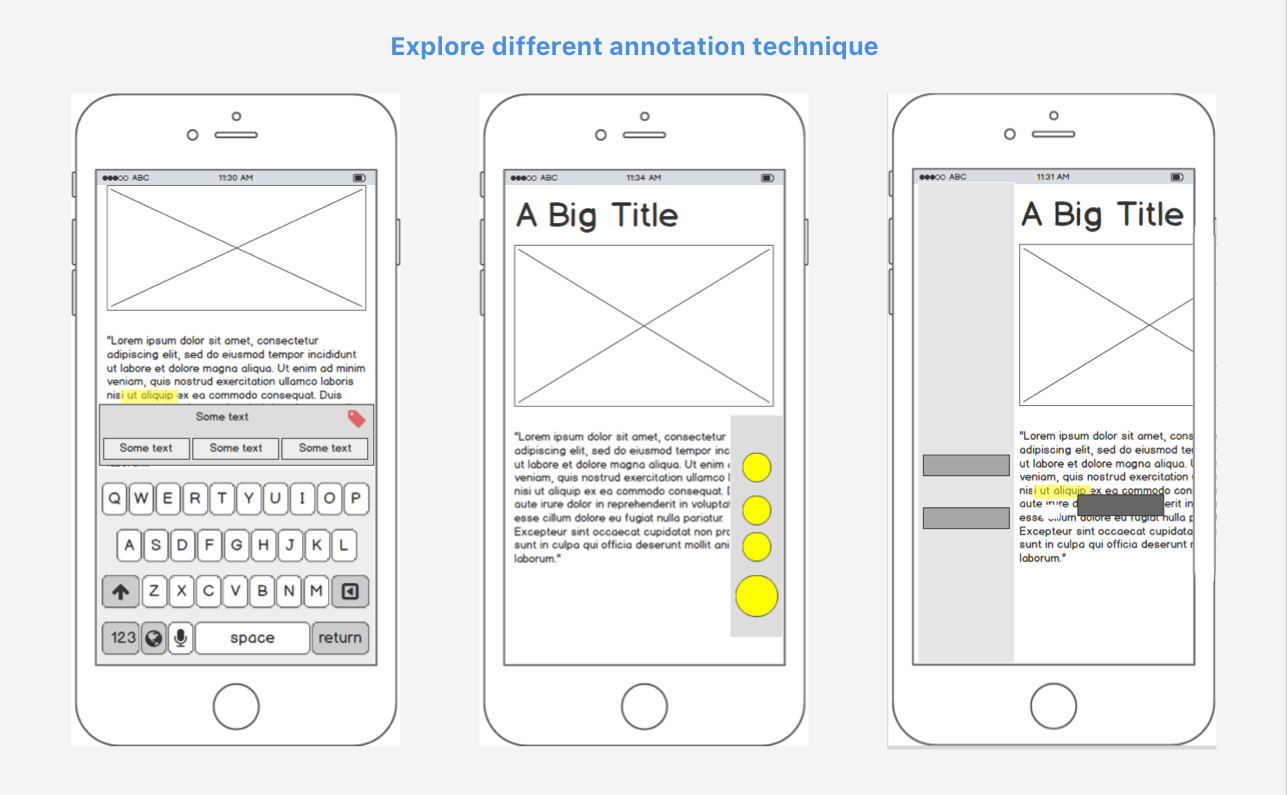 Explore different annotation technique
ABC 11:30 AM
"Lorem ipsum dolor sit amet, consectetur
adipiscing elit, sed do eiusmod tempor incididunt
ut labore et dolore magna aliqua. Ut enim ad minim
veniam, quis nostrud exercitation ullamco laboris
nisi ut aliquip ex ea commodo consequat. Duis
Some text
Some text Some text Some text
Q W E R T Y U I O P
A S D F G H J K L
Z X C V B N M
123 space return
ABC 11:34 AM
A Big Title
"Lorem ipsum dolor sit amet, consectetur
adipiscing elit, sed do eiusmod tempor inc
ut labore et dolore magna aliqua. Ut enim
veniam, quis nostrud exercitation ullamco l
nisi ut aliquip ex ea commodo consequat.
aute irure dolor in reprehenderit in volupta
esse cillum dolore eu fugiat nulla pariatur.
Excepteur sint occaecat cupidatat non pro
sunt in culpa qui officia deserunt mollit ani
laborum."
ABC 11:31 AM
A Big Title
"Lorem ipsum dolor sit amet, cons
adipiscing elit, sed do eiusmod te
ut labore et dolore magna aliqua.
veniam, quis nostrud exercitation
nisi ut aliquip ex ea commodo con
aute irure
esse cillum dolore eu fugiat nulla p
Excepteur sint occaecat cupidata
sunt in culpa qui officia deserunt
laborum."